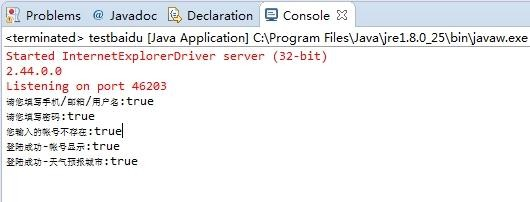 Problems @ Javadoc Declaration Console
<terminated> testbaidu [Java Application] C:\Program Files\Java\jre1.8.0_25\bin\javaw.exe
Started InternetExplorerDriver server (32-bit)
2.44.0.0
Listening on port 46203
请您填写手机/邮箱/用户名:true
请您填写密码:true
您输入的帐号不存在:true
登陆成功-帐号显示:true
登陆成功-天气预报城市:true